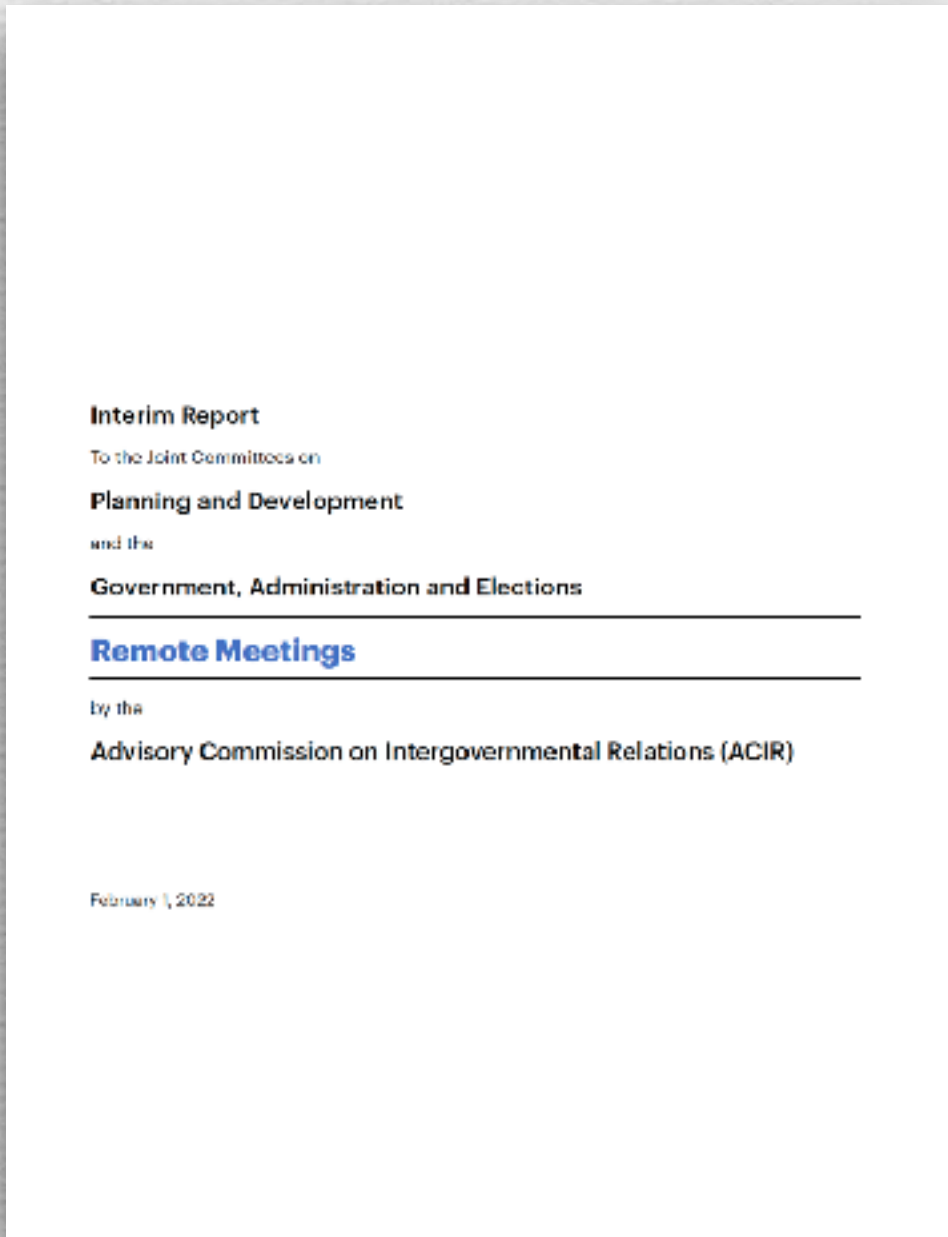 Interim Report
To the Joint Committees on
Planning and Development
and the
Government, Administration and Elections
Remote Meetings
by the
Advisory Commission on Intergovernmental Relations (ACIR)
February 1, 2022